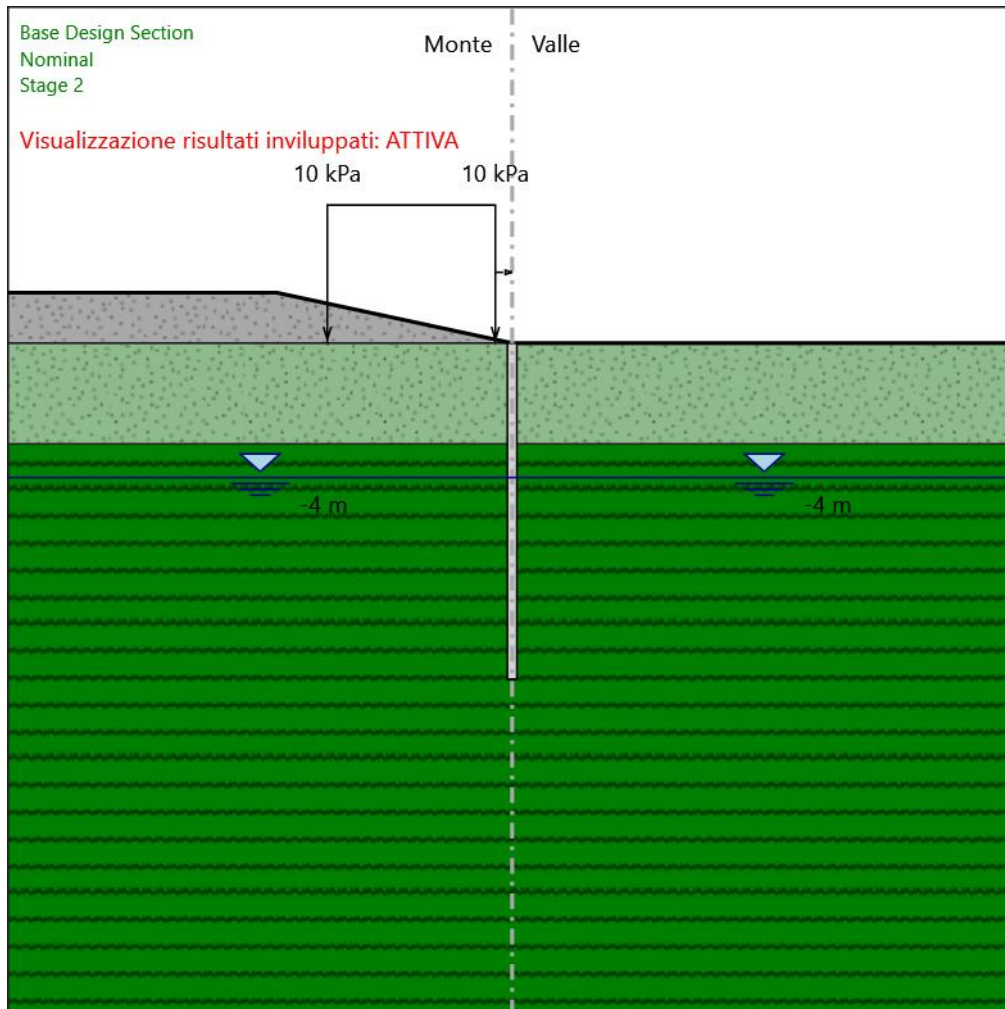 Base Design Section
Nominal
Stage 2
Monte
Valle
Visualizzazione risultati inviluppati: ATTIVA
10 kPa
10 kPa
-4 m
-4 m